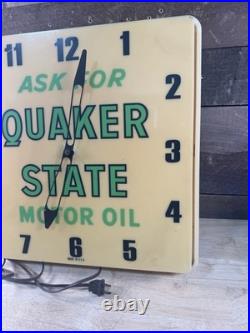 11 12 1
ASK FOR
2
QUAKER
3
STATE
4
MOTOR OIL
7 6 5